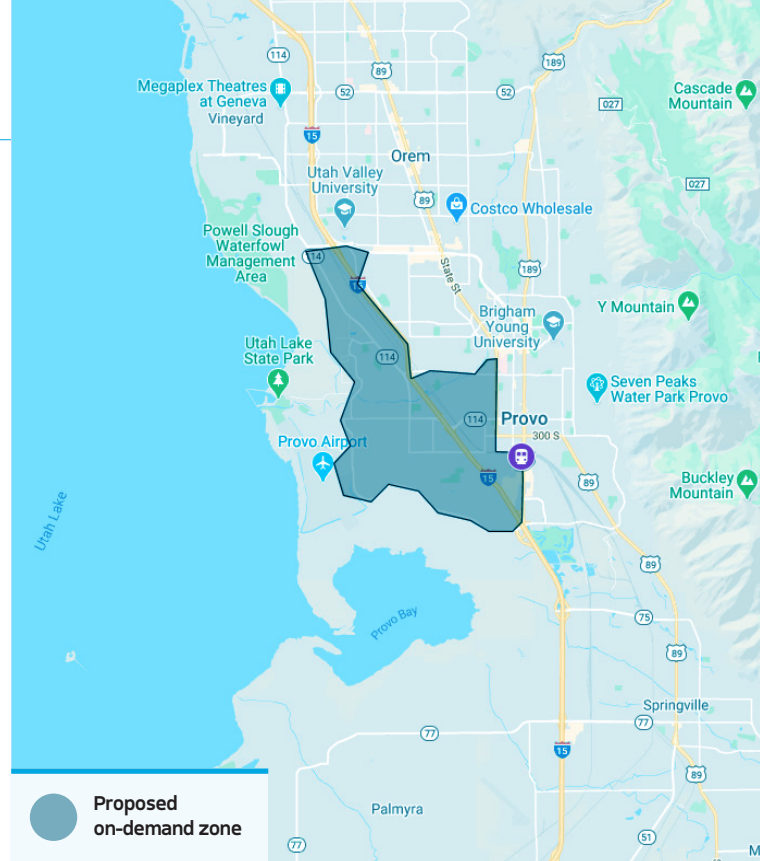 114
89
189
Megaplex Theatres
at Geneva
52
52
Cascade
Mountain
027
Vineyard
15
Orem
Utah Valley
University
027
89
Costco Wholesale
Powell Slough
Waterfowl
Management
Area
114
State St
189
15
Y Mountain
Brigham
Young
University
Utah Lake
State Park
114
Seven Peaks
Water Park Provo
114
Provo
300 S
Provo Airport
15
89
Buckley
Mountain
Utah Lake
89
Provo Bay
75
89
Springville
77
77
15
89
Proposed
on-demand zone
Palmyra
77
51
M